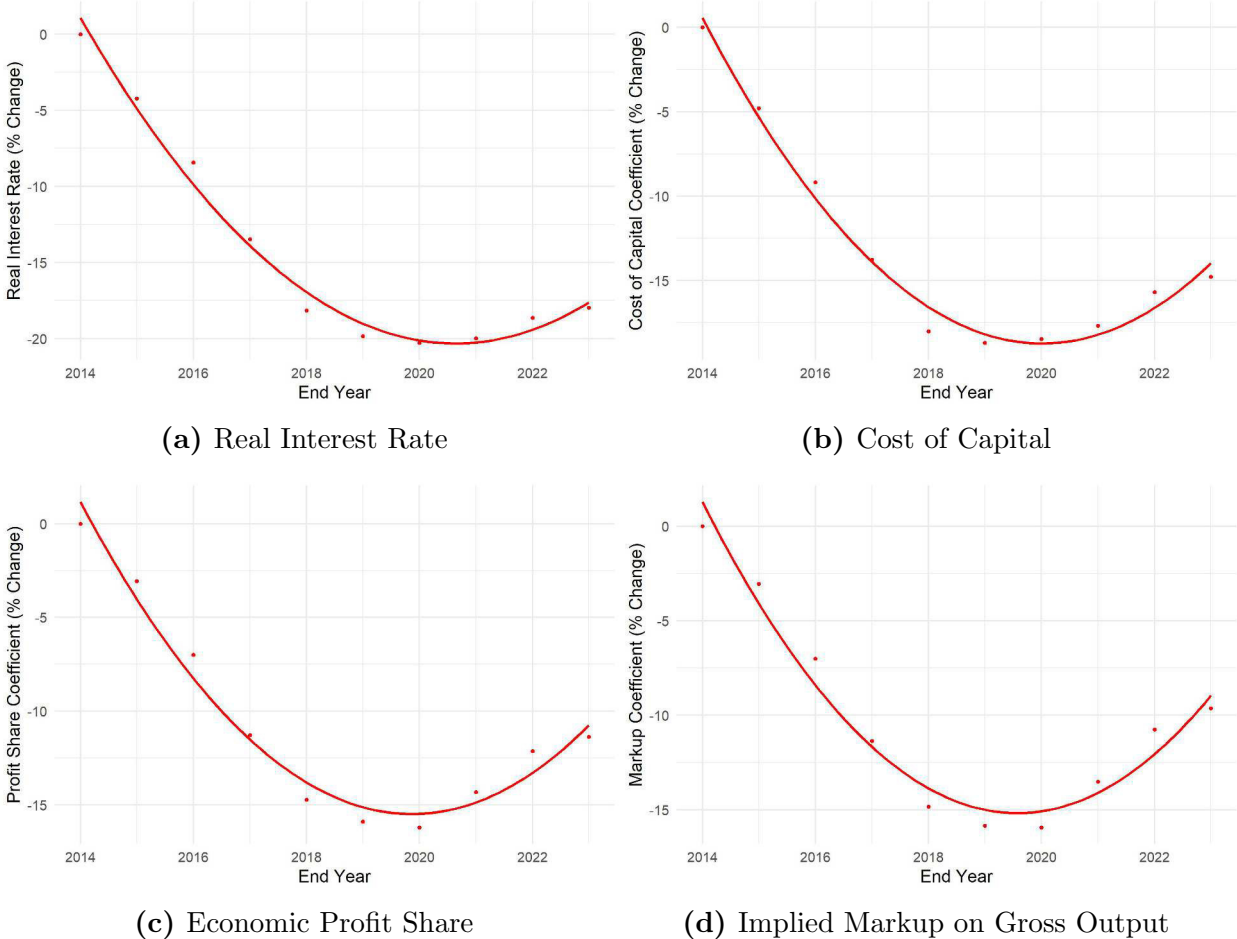 Real Interest Rate (% Change)
0
-5
-10
-15
-20
2014 2016 2018 2020 2022
End Year
(a) Real Interest Rate
Cost of Capital Coefficient (% Change)
0
-5
-10
-15
2014 2016 2018 2020 2022
End Year
(b) Cost of Capital
Profit Share Coefficient (% Change)
0
-5
-10
-15
2014 2016 2018 2020 2022
End Year
(c) Economic Profit Share
Markup Coefficient (% Change)
0
-5
-10
-15
2014 2016 2018 2020 2022
End Year
(d) Implied Markup on Gross Output